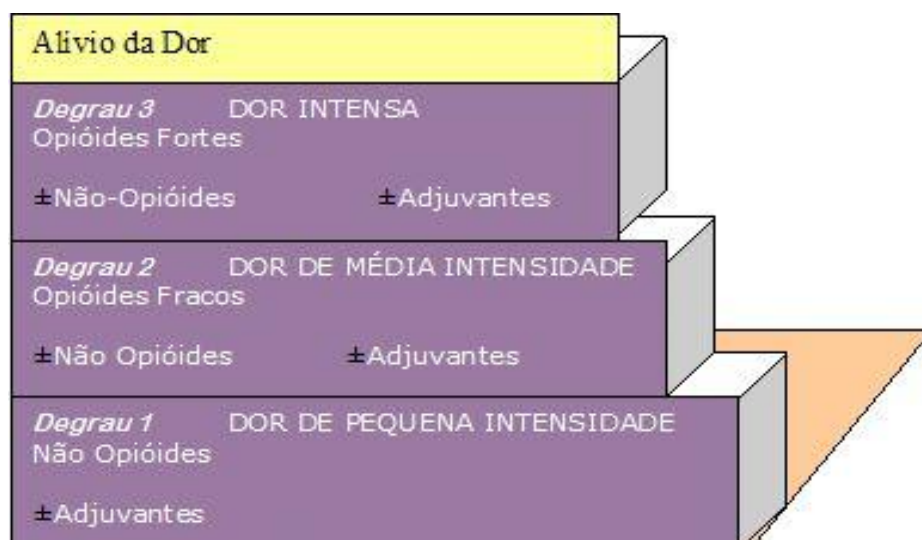 Alivio da Dor
Degrau 3 DOR INTENSA
Opióides Fortes
±Não-Opióides ±Adjuvantes
Degrau 2 DOR DE MÉDIA INTENSIDADE
Opióides Fracos
±Não Opióides ±Adjuvantes
Degrau 1 DOR DE PEQUENA INTENSIDADE
Não Opióides
±Adjuvantes